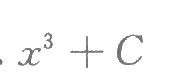 . x³ + C